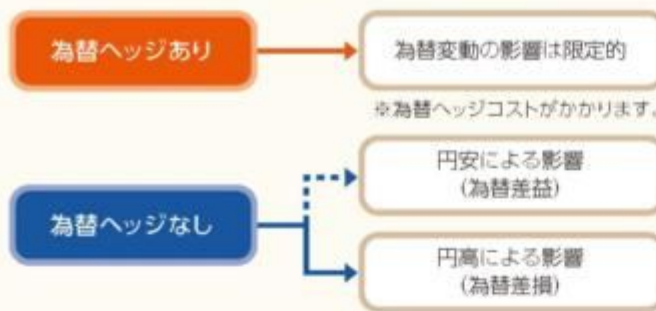 為替ヘッジあり
為替変動の影響は限定的
※為替ヘッジコストがかかります。
円安による影響
(為替差益)
為替ヘッジなし
円高による影響
(為替差損)